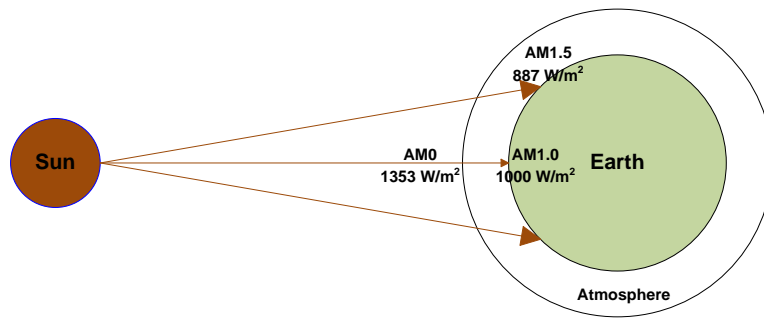 AM1.5
887 W/m²
Sun
AM0
1353 W/m²
AM1.0
1000 W/m²
Earth
Atmosphere